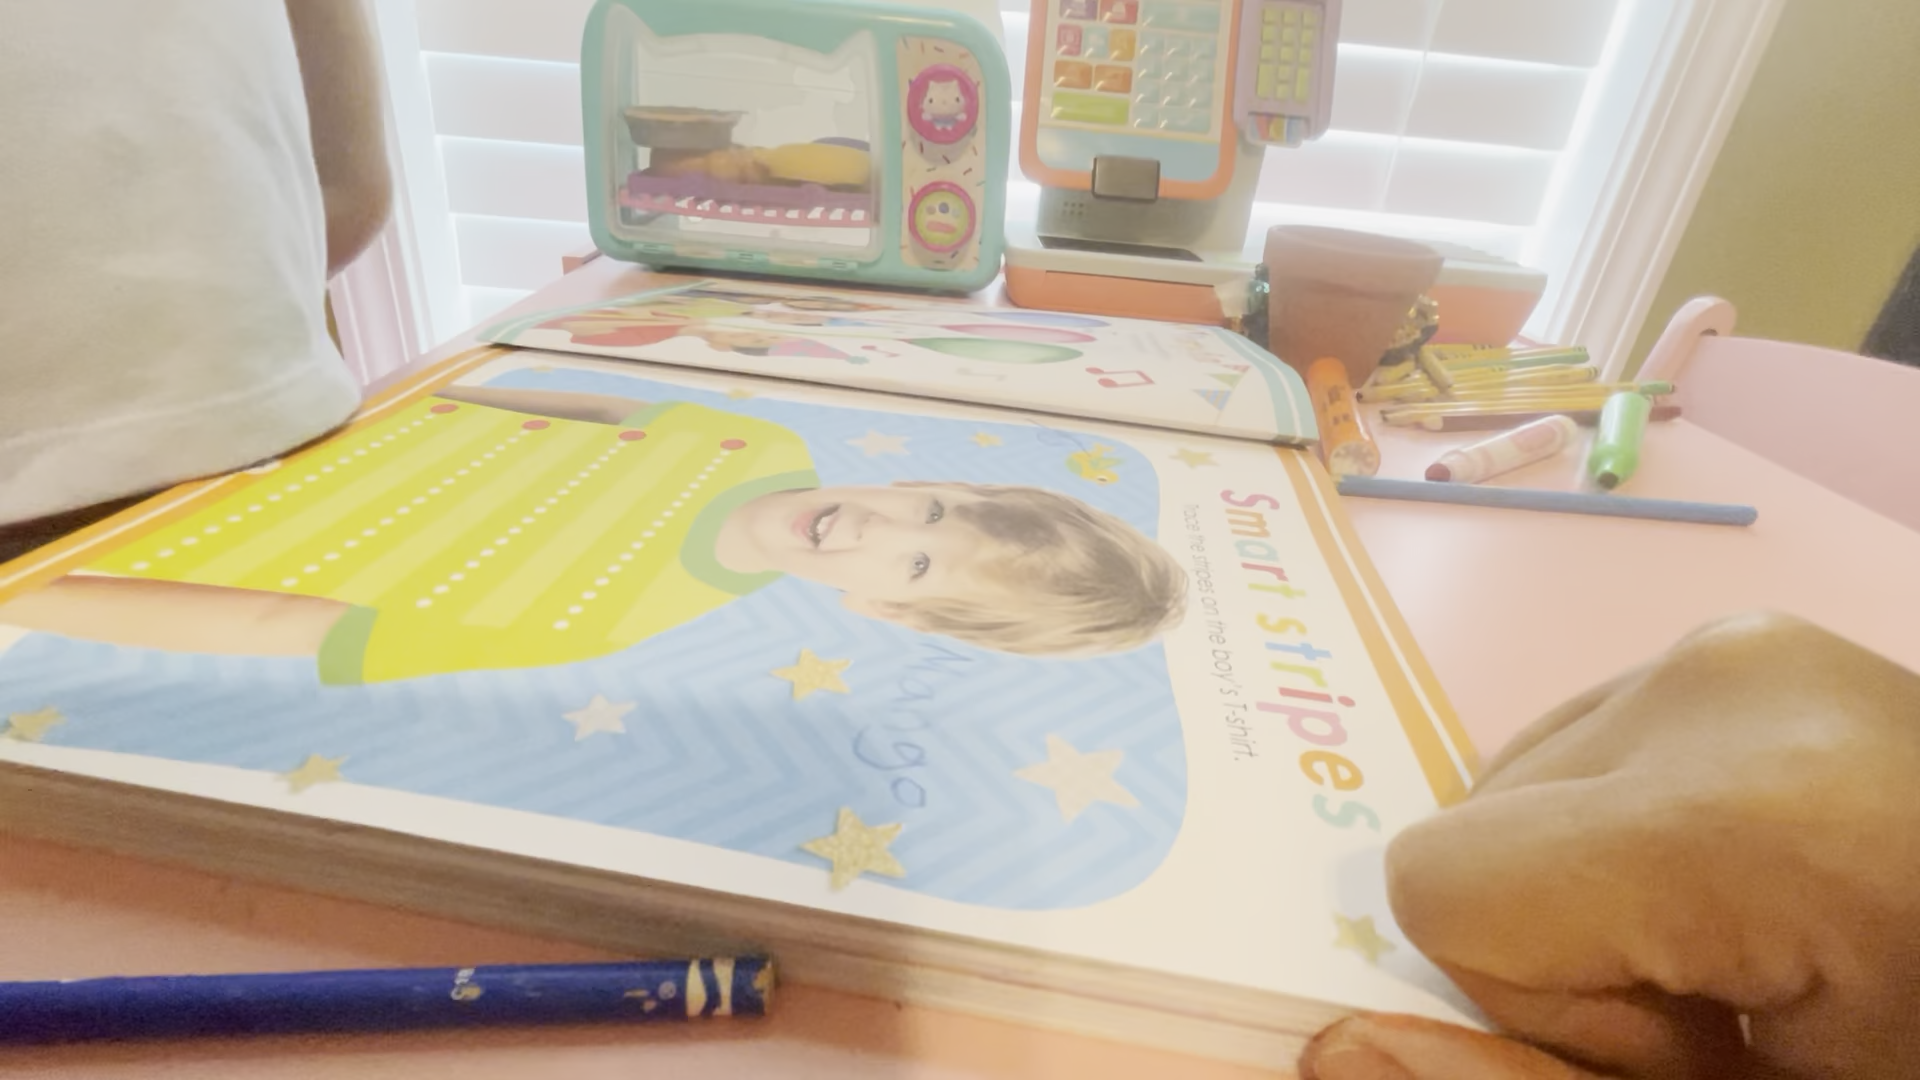 Smart stripes
Trace the stripes on the boy's T-shirt.
Mango